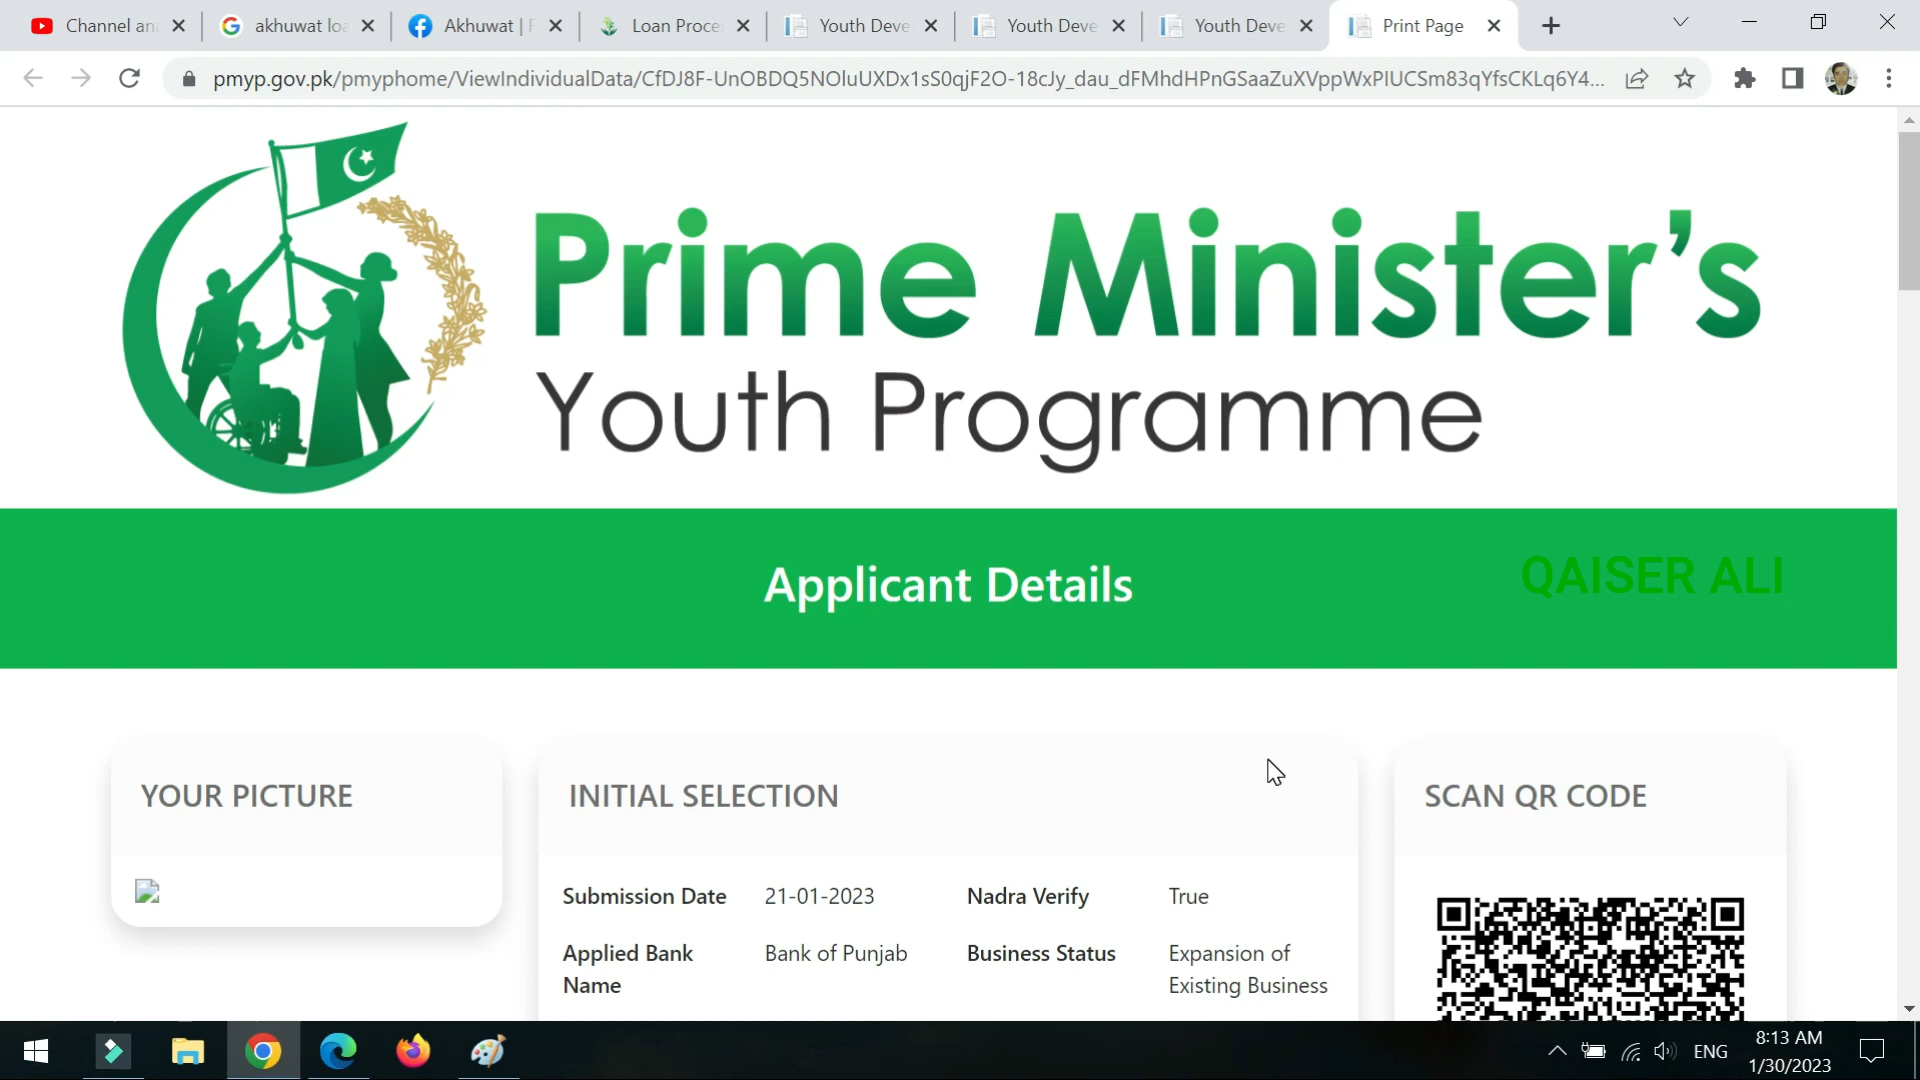 Channel an
akhuwat loa
Akhuwat | F
Loan Proce
Youth Deve
Youth Deve
Youth Deve
Print Page
pmyp.gov.pk/pmyphome/ViewIndividualData/CfDJ8F-UnOBDQ5NOluUXDx1sS0qjF2O-18cJy_dau_dFMhdHPnGSaaZuXVppWxPIUCSm83qYfsCKLq6Y4...
Prime Minister's
Youth Programme
Applicant Details
QAISER ALI
YOUR PICTURE
INITIAL SELECTION
SCAN QR CODE
Submission Date 21-01-2023 Nadra Verify True
Applied Bank Name Bank of Punjab Business Status Expansion of Existing Business
ENG
8:13 AM
1/30/2023